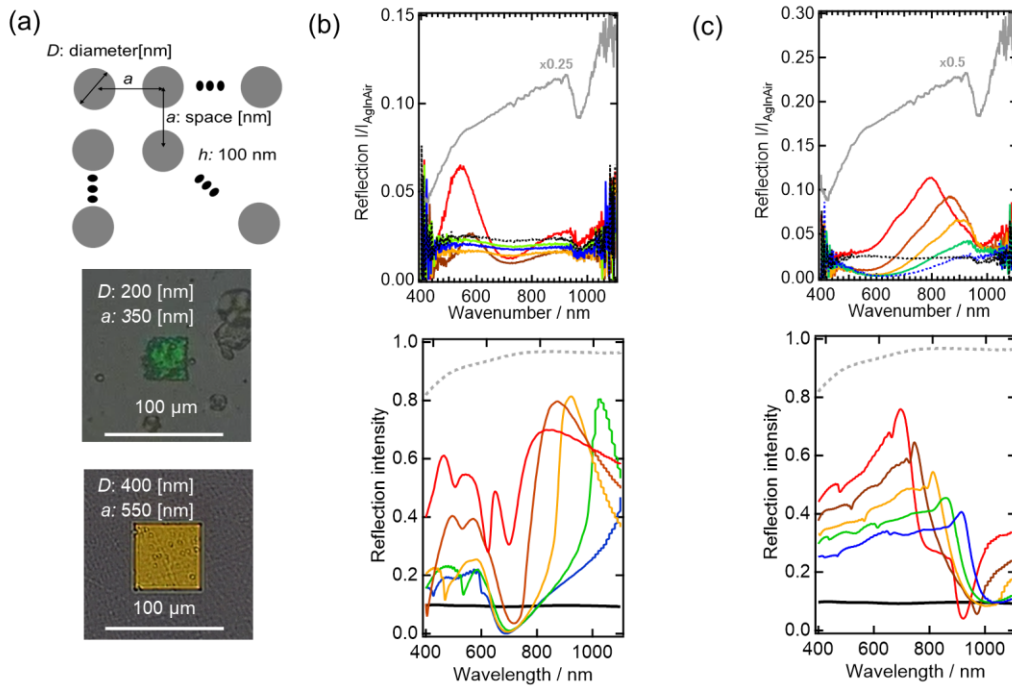 (a)
D: diameter[nm]
a
a: space [nm]
h: 100 nm
D: 200 [nm]
a: 350 [nm]
100 µm
D: 400 [nm]
a: 550 [nm]
100 µm
(b)
0.15
0.10
0.05
0.00
Reflection I/I AgInAir
x0.25
400 600 800 1000
Wavenumber / nm
1.0
0.8
0.6
0.4
0.2
0.0
Reflection intensity
400 600 800 1000
Wavelength / nm
(c)
0.30
0.25
0.20
0.15
0.10
0.05
0.00
Reflection I/I AgInAir
x0.5
400 600 800 1000
Wavenumber / nm
1.0
0.8
0.6
0.4
0.2
0.0
Reflection intensity
400 600 800 1000
Wavelength / nm